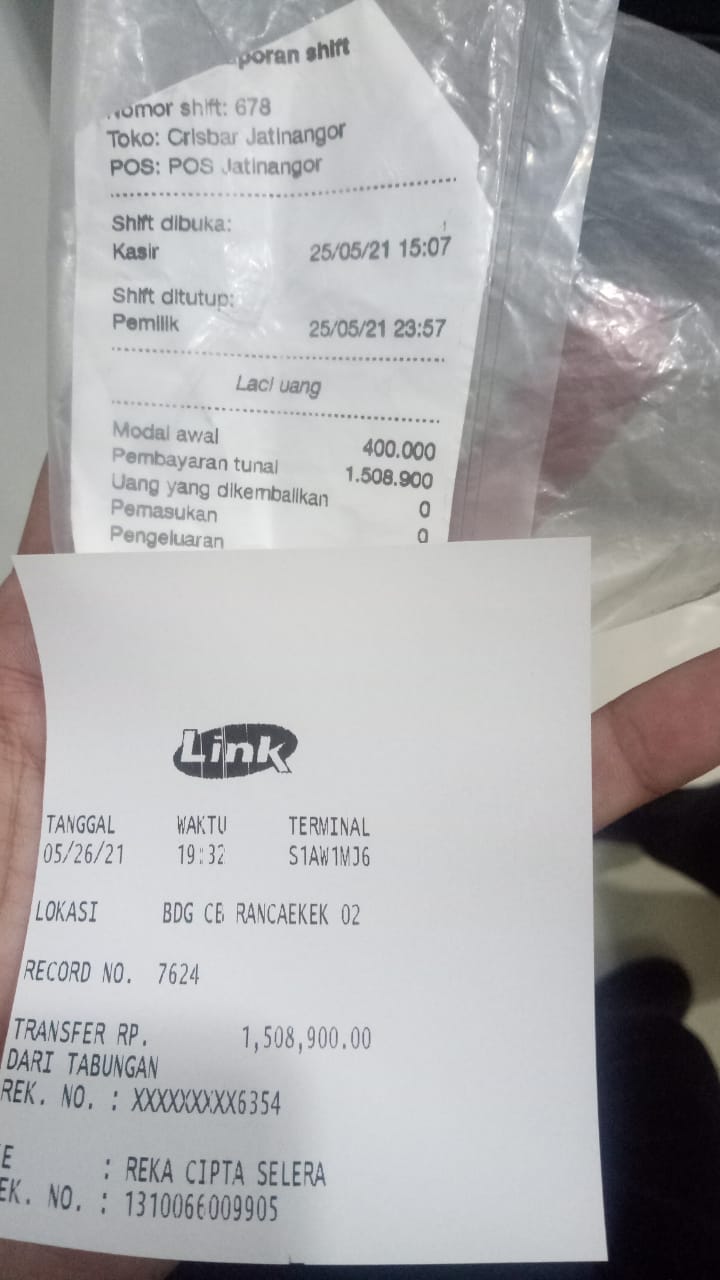 poran shift
Nomor shift: 678
Toko: Crisbar Jatinangor
POS: POS Jatinangor
Shift dibuka:
Kasir 25/05/21 15:07
Shift ditutup:
Pemilik 25/05/21 23:57
Laci uang
Modal awal 400.000
Pembayaran tunai 1.508.900
Uang yang dikembalikan 0
Pemasukan 0
Pengeluaran
Link
TANGGAL WAKTU TERMINAL
05/26/21 19:32 S1AW1MJ6
LOKASI BDG CB RANCAEKEK 02
RECORD NO. 7624
TRANSFER RP. 1,508,900.00
DARI TABUNGAN
REK. NO. : XXXXXXXXX6354
E : REKA CIPTA SELERA
EK. NO. : 1310066009905